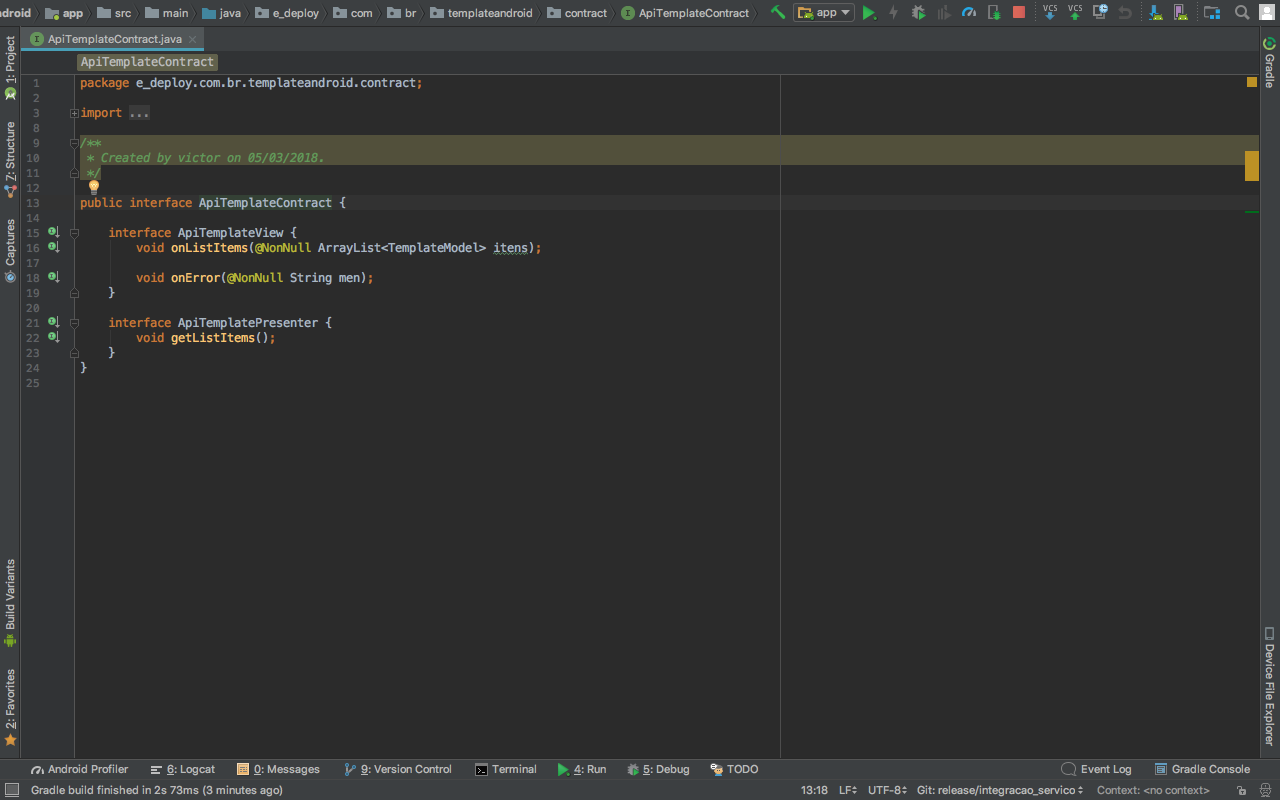 ndroid app src main java e_deploy com br templateandroid contract ApiTemplateContract app VCS VCS
ApiTemplateContract.java
ApiTemplateContract
1 package e_deploy.com.br.templateandroid.contract;
2
3 import ...
8
9 /**
10 * Created by victor on 05/03/2018.
11 */
12
13 public interface ApiTemplateContract {
14
15 interface ApiTemplateView {
16 void onListItems(@NonNull ArrayList<TemplateModel> itens);
17
18 void onError(@NonNull String men);
19 }
20
21 interface ApiTemplatePresenter {
22 void getListItems();
23 }
24 }
25
1: Project
7: Structure
Captures
Build Variants
2: Favorites
Gradle
Device File Explorer
Android Profiler 6: Logcat 0: Messages 9: Version Control Terminal 4: Run 5: Debug TODO Event Log Gradle Console
Gradle build finished in 2s 73ms (3 minutes ago) 13:18 LF UTF-8 Git: release/integracao_servico Context: <no context>